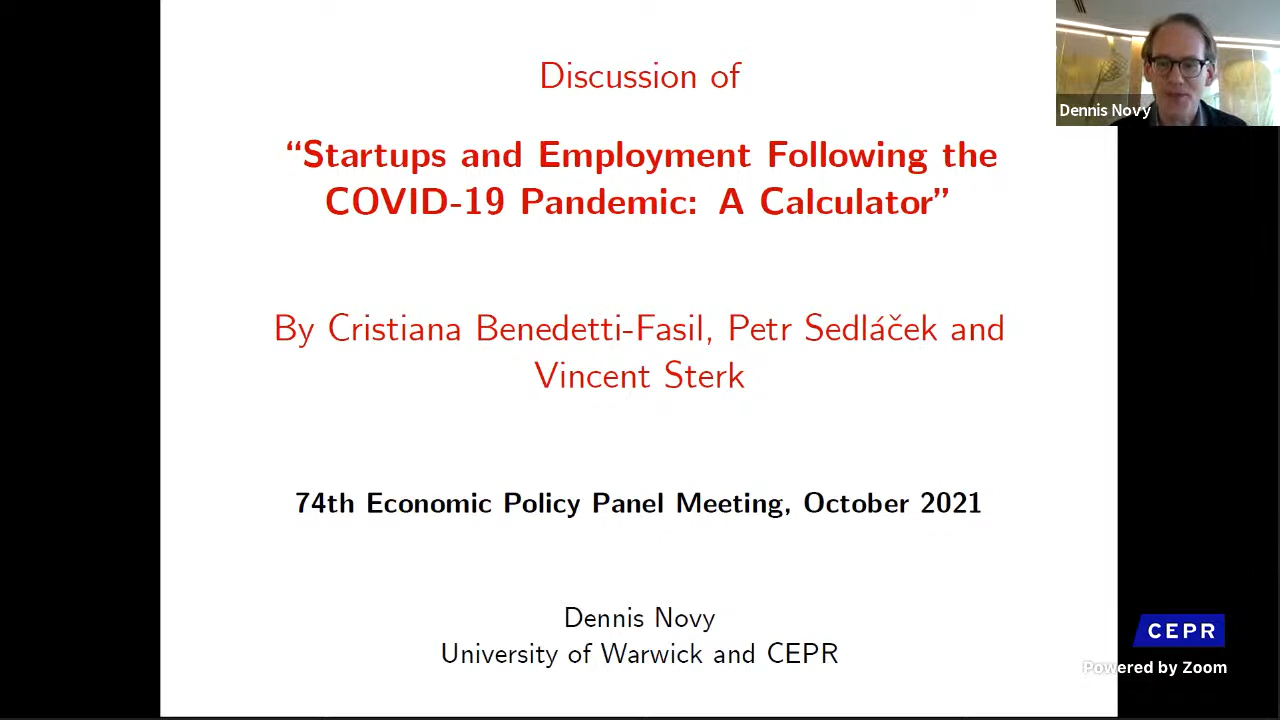 Discussion of
“Startups and Employment Following the
COVID-19 Pandemic: A Calculator”
By Cristiana Benedetti-Fasil, Petr Sedláček and
Vincent Sterk
74th Economic Policy Panel Meeting, October 2021
Dennis Novy
University of Warwick and CEPR
Dennis Novy
CEPR
Powered by Zoom